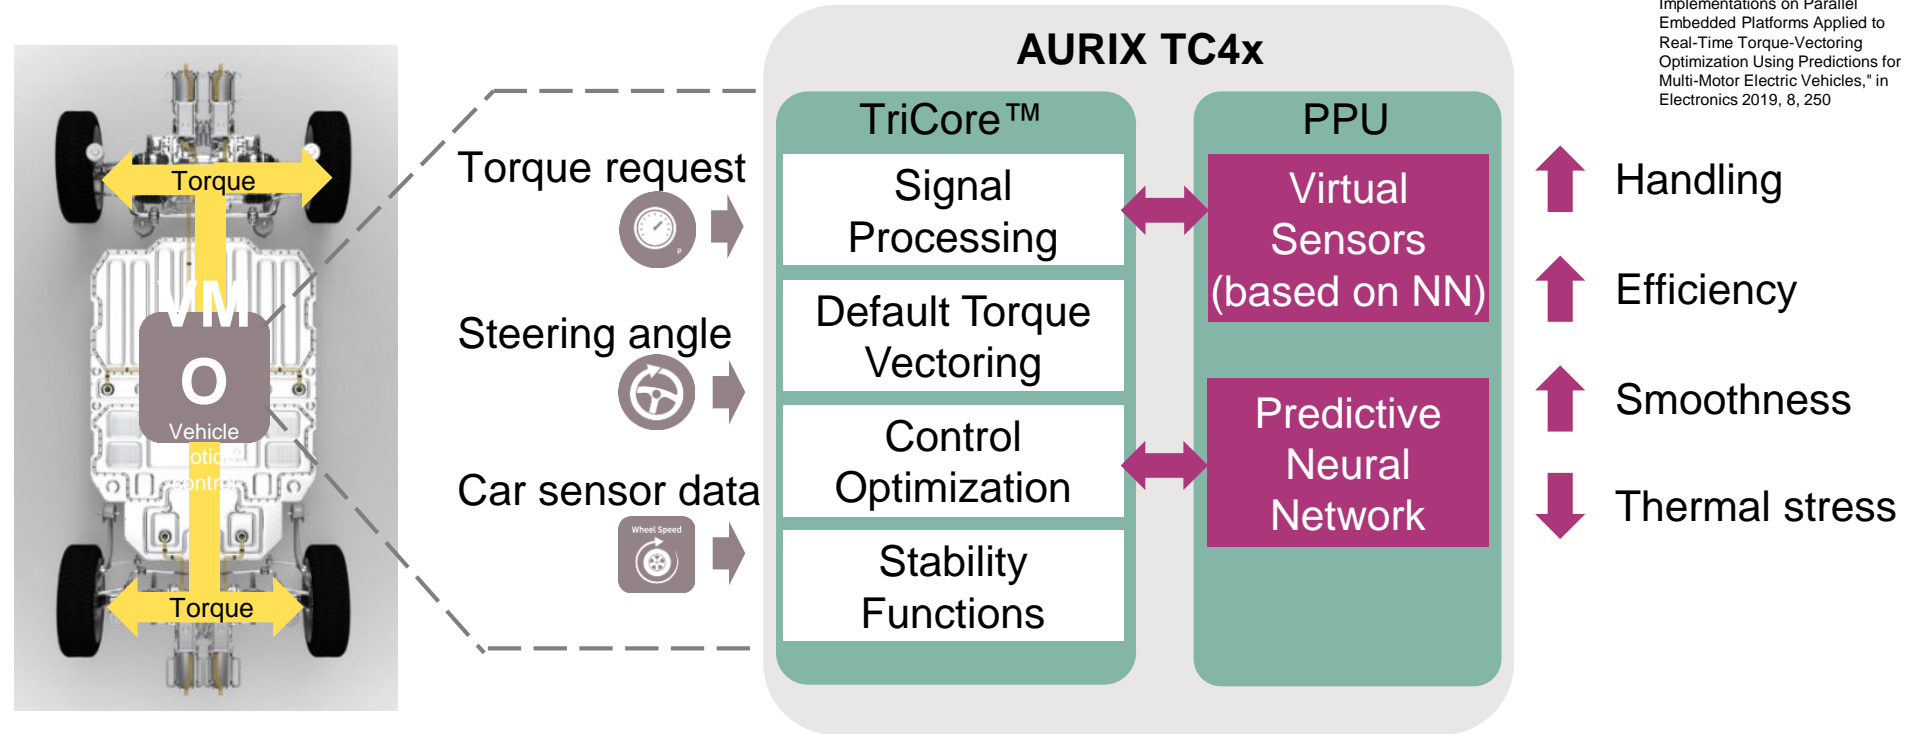 Implementations on Parallel
Embedded Platforms Applied to
Real-Time Torque-Vectoring
Optimization Using Predictions for
Multi-Motor Electric Vehicles," in
Electronics 2019, 8, 250
AURIX TC4x
TriCore™
PPU
Torque
VM
O
Vehicle
control
Torque
Torque request
Steering angle
Car sensor data
Wheel Speed
Signal
Processing
Default Torque
Vectoring
Control
Optimization
Stability
Functions
Virtual
Sensors
(based on NN)
Predictive
Neural
Network
Handling
Efficiency
Smoothness
Thermal stress